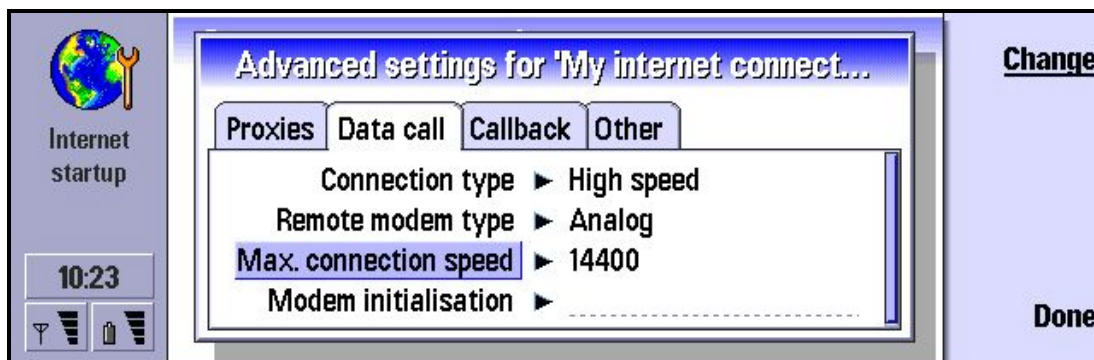 Internet
startup
10:23
Advanced settings for 'My internet connect...
Proxies Data call Callback Other
Connection type High speed
Remote modem type Analog
Max. connection speed 14400
Modem initialisation
Change
Done